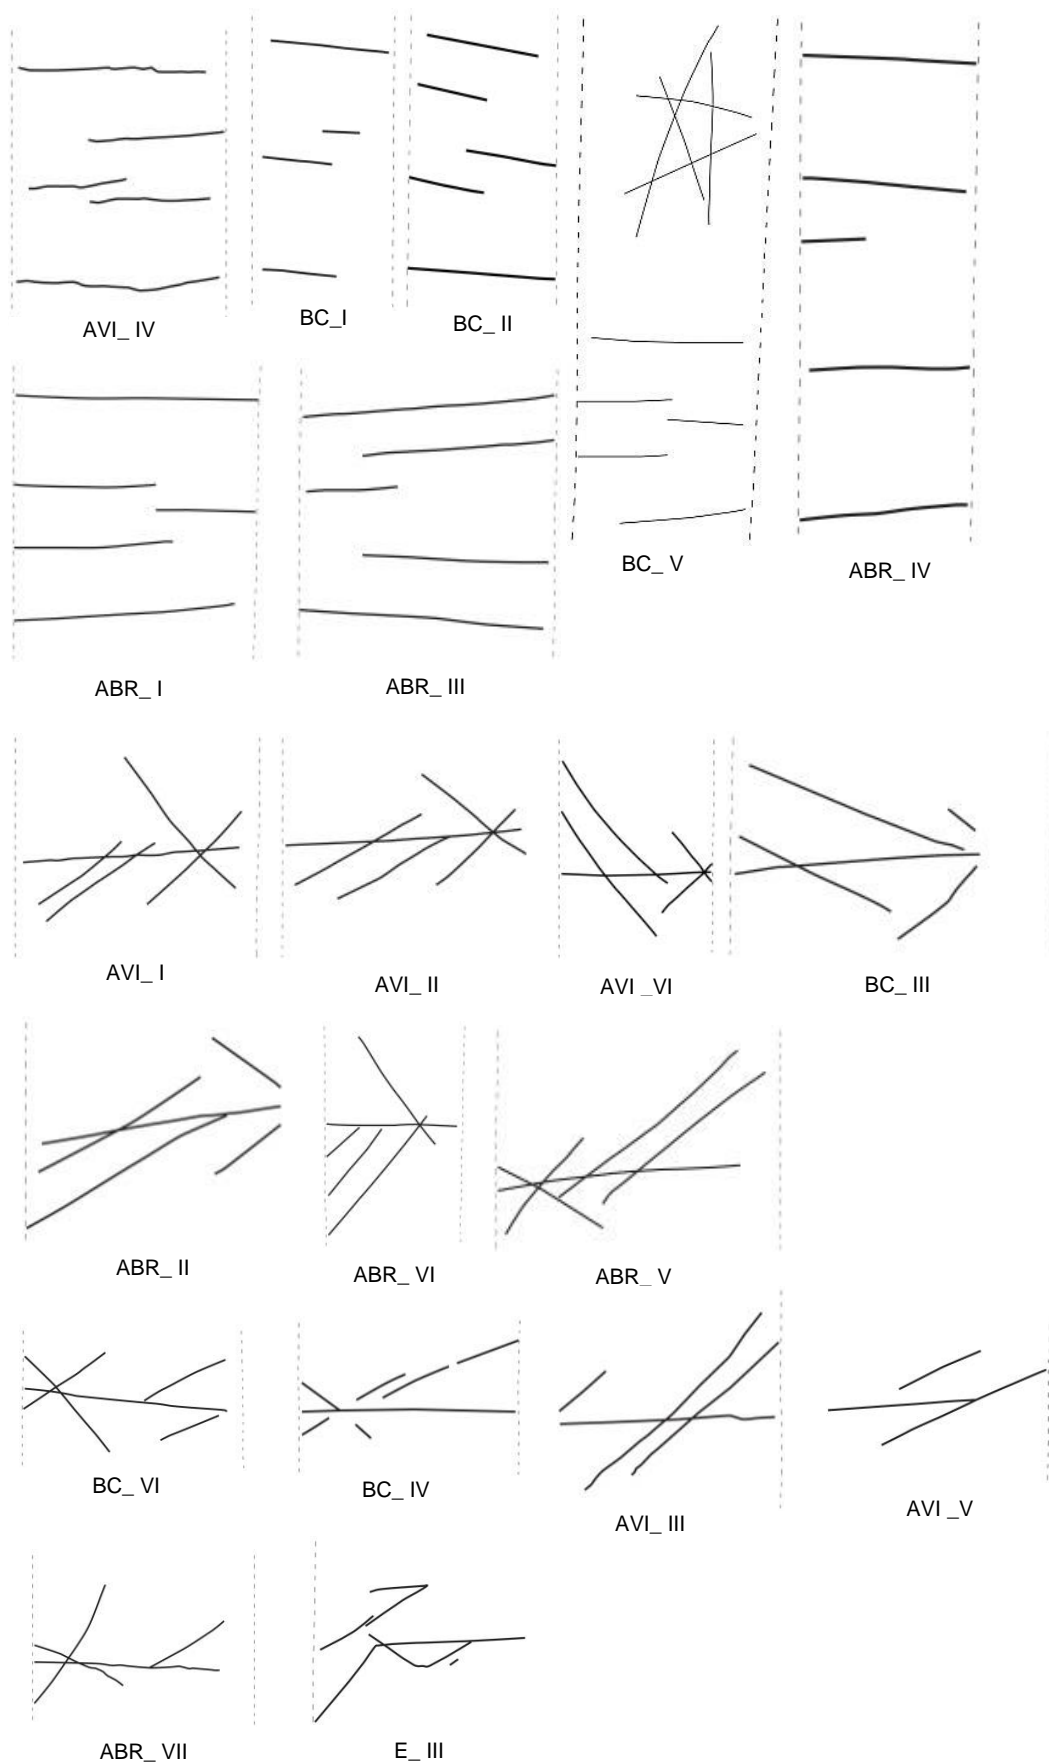 AVI_ IV
BC_I
BC_ II
BC_ V
ABR_ IV
ABR_ I
ABR_ III
AVI_ I
AVI_ II
AVI _VI
BC_ III
ABR_ II
ABR_ VI
ABR_ V
BC_ VI
BC_ IV
AVI_ III
AVI _V
ABR_ VII
E_ III